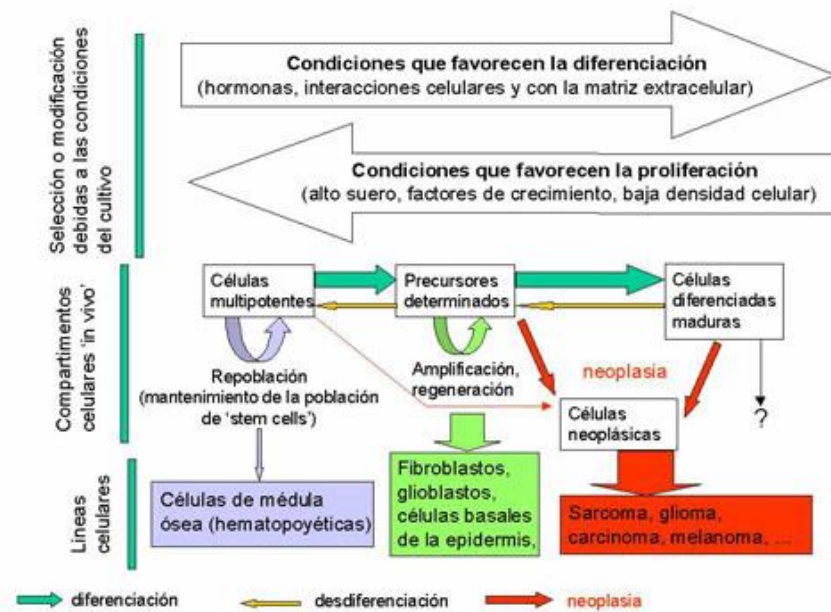 Selección o modificación
debidas a las condiciones
del cultivo
Condiciones que favorecen la diferenciación
(hormonas, interacciones celulares y con la matriz extracelular)
Condiciones que favorecen la proliferación
(alto suero, factores de crecimiento, baja densidad celular)
Compartimentos
celulares 'in vivo'
Células
multipotentes
Precursores
determinados
Células
diferenciadas
maduras
Repoblación
(mantenimiento de la población
de 'stem cells')
Amplificación,
regeneración
neoplasia
Células
neoplásicas
?
Líneas
celulares
Células de médula
ósea (hematopoyéticas)
Fibroblastos,
glioblastos,
células basales
de la epidermis,
Sarcoma, glioma,
carcinoma, melanoma, ...
diferenciación
desdiferenciación
neoplasia